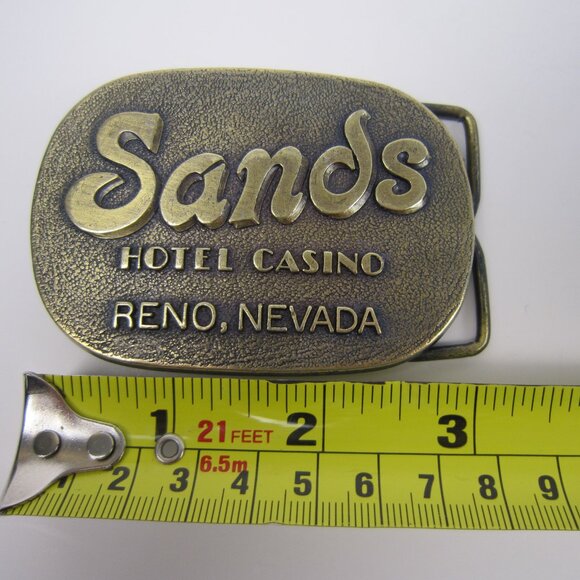 Sands
HOTEL CASINO
RENO, NEVADA
1 21 FEET 2 3
6.5m
1 2 3 4 5 6 7 8 9